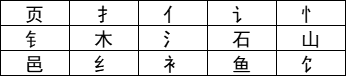 页 扌 亻 讠 忄
钅 木 氵 石 山
邑 纟 衤 鱼 饣